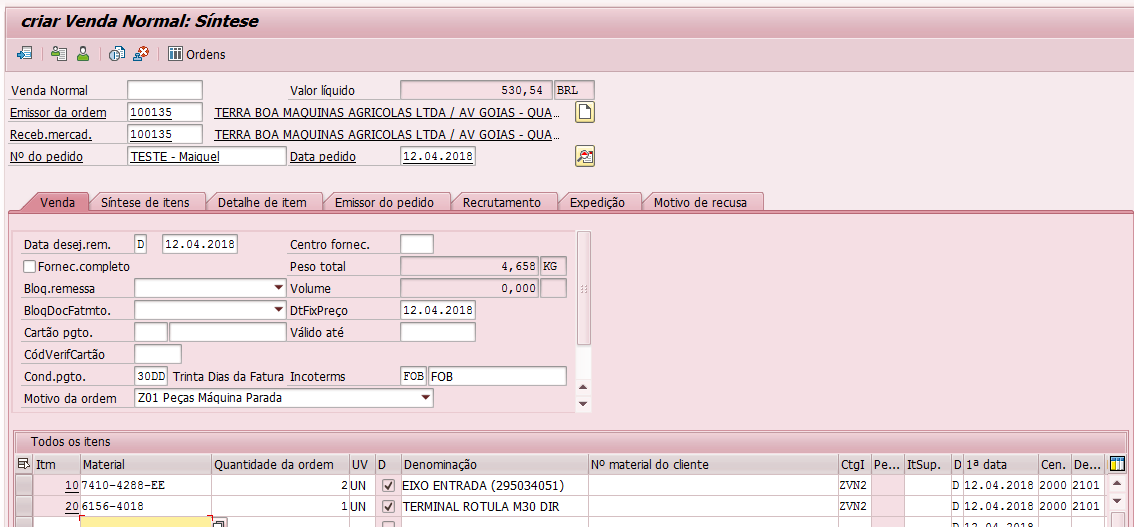 criar Venda Normal: Síntese
Ordens
Venda Normal Valor líquido 530,54 BRL
Emissor da ordem 100135 TERRA BOA MAQUINAS AGRICOLAS LTDA / AV GOIAS - QUA…
Receb.mercad. 100135 TERRA BOA MAQUINAS AGRICOLAS LTDA / AV GOIAS - QUA…
Nº do pedido TESTE - Maiquel Data pedido 12.04.2018
Venda Síntese de itens Detalhe de item Emissor do pedido Recrutamento Expedição Motivo de recusa
Data desej.rem. D 12.04.2018 Centro fornec.
Fornec.completo Peso total 4,658 KG
Bloq.remessa Volume 0,000
BloqDocFatmto. DtFixPreço 12.04.2018
Cartão pgto. Válido até
CódVerifCartão
Cond.pgto. 30DD Trinta Dias da Fatura Incoterms FOB FOB
Motivo da ordem Z01 Peças Máquina Parada
Todos os itens
Itm Material Quantidade da ordem UV D Denominação Nº material do cliente CtgI Pe... ItSup. D 1ª data Cen. De...
10 7410-4288-EE 2 UN EIXO ENTRADA (295034051) ZVN2 D 12.04.2018 2000 2101
20 6156-4018 1 UN TERMINAL ROTULA M30 DIR ZVN2 D 12.04.2018 2000 2101